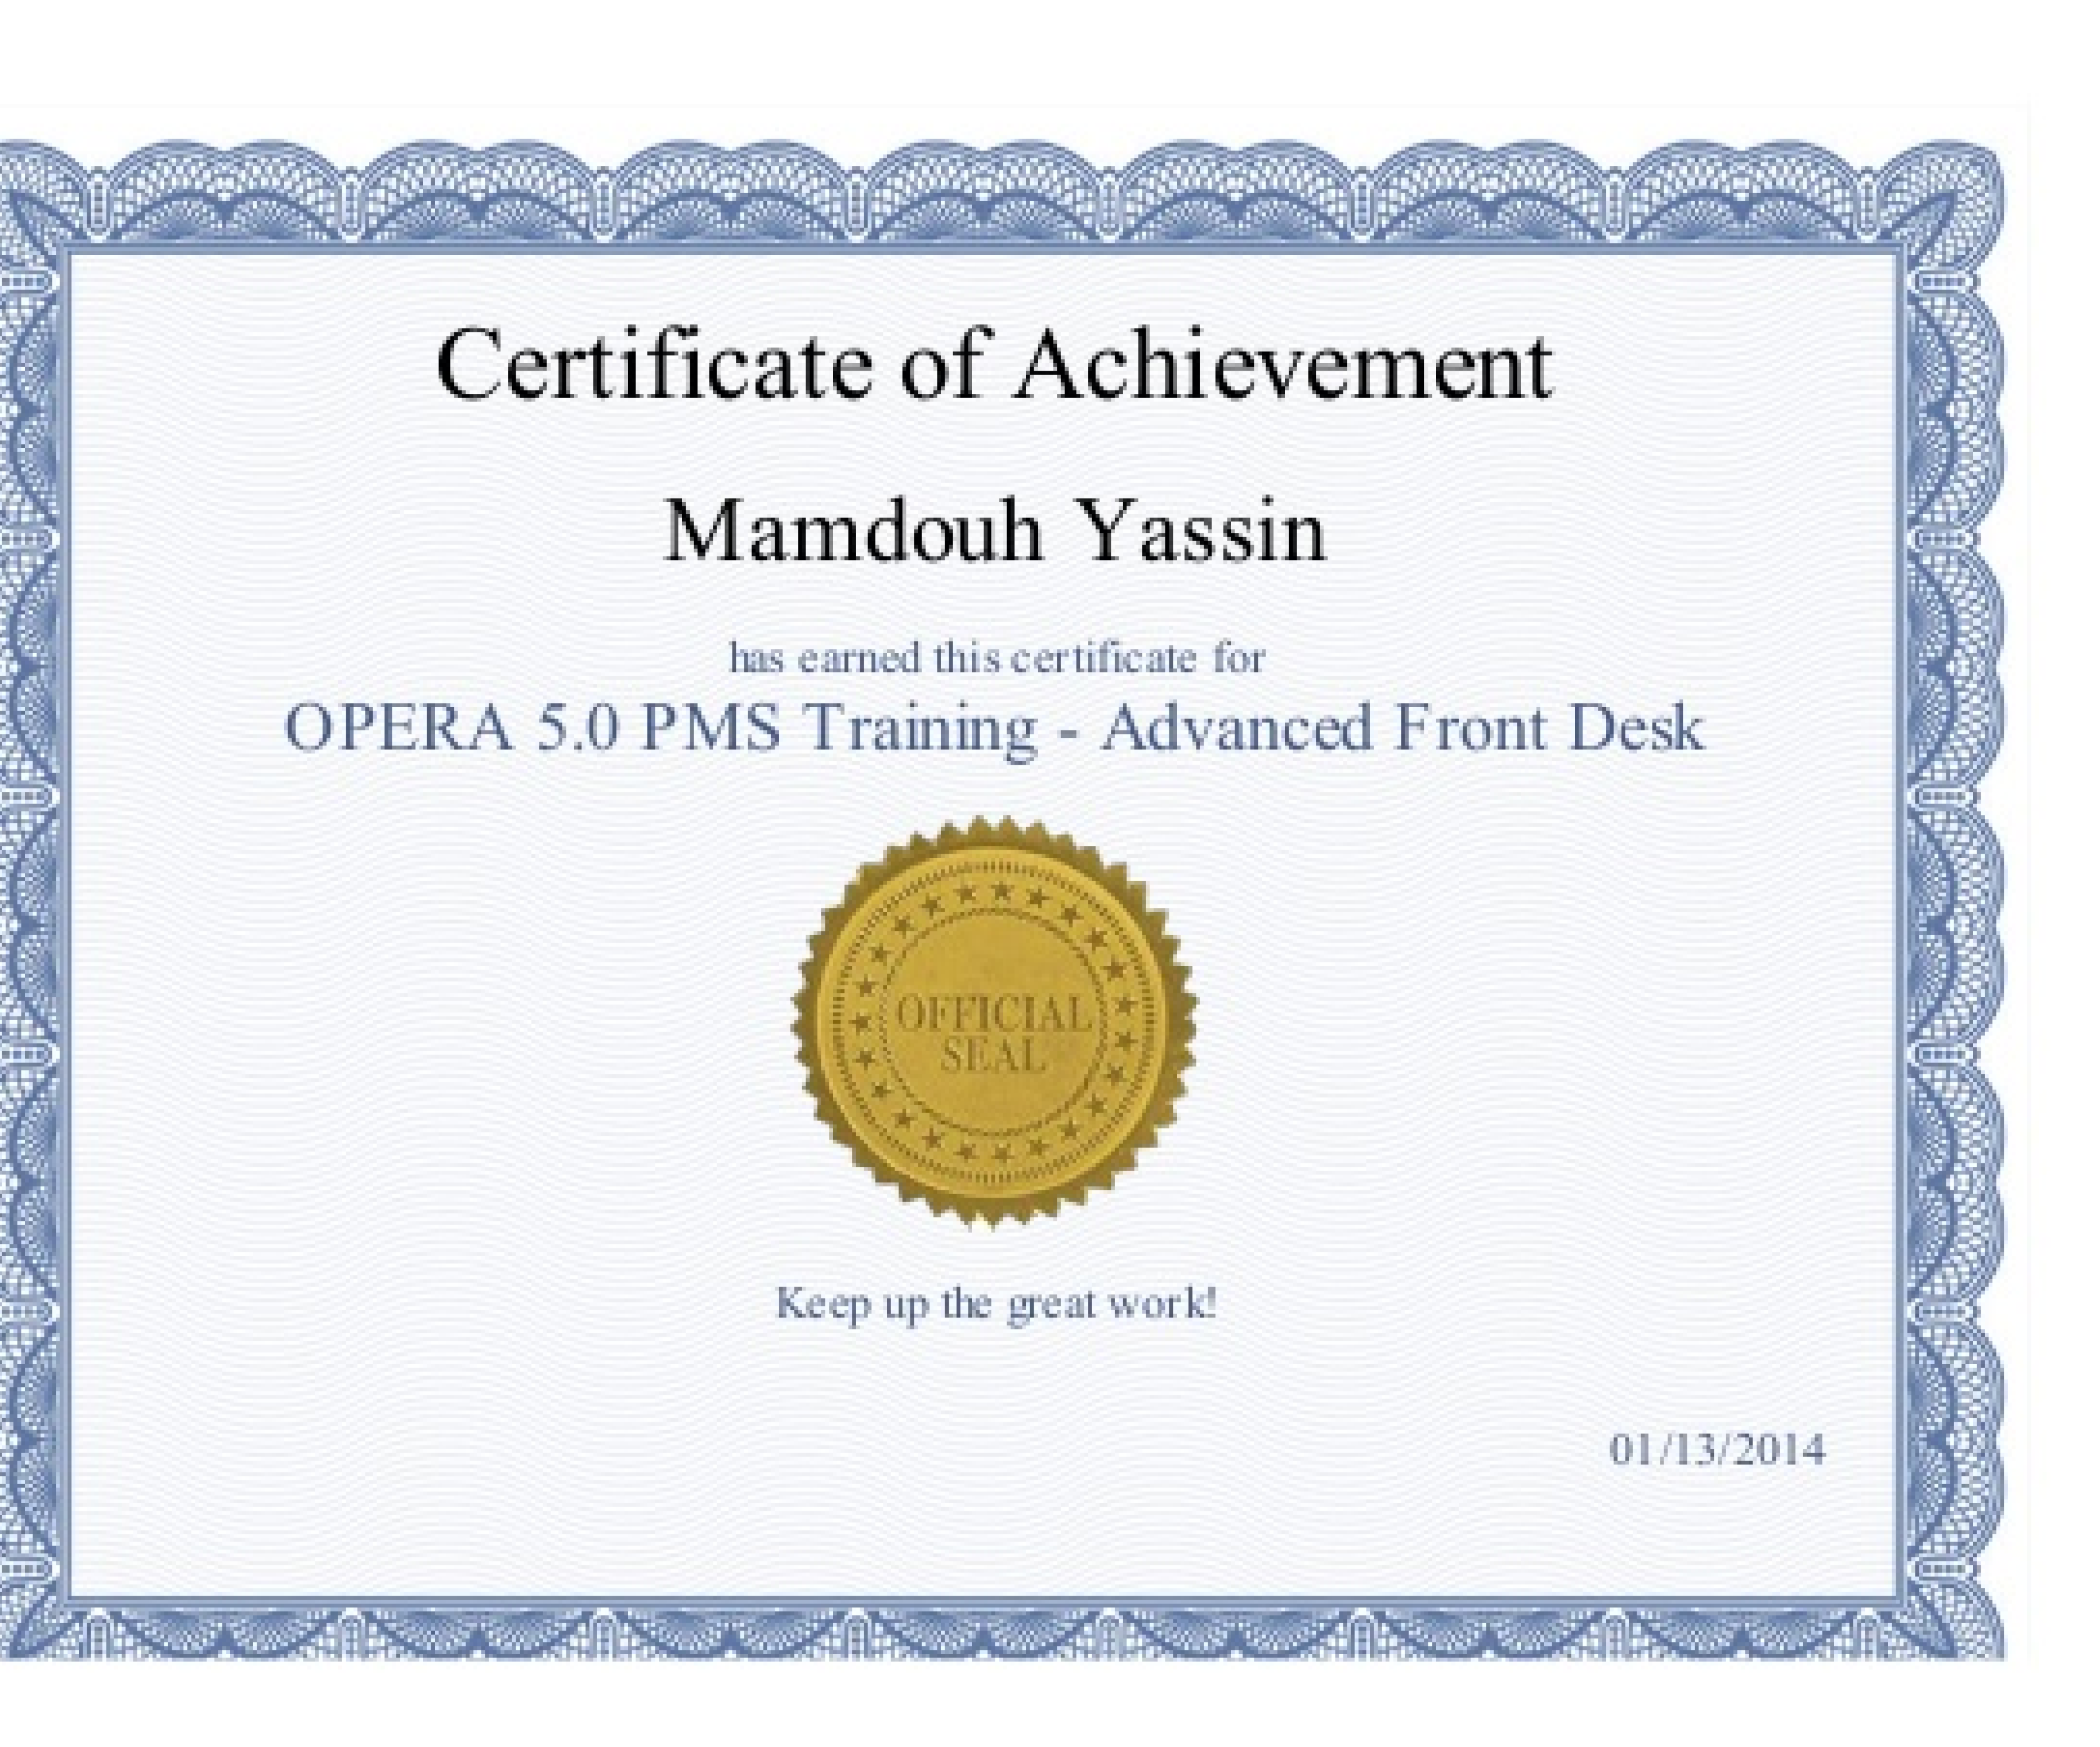 Certificate of Achievement
Mamdouh Yassin
has earned this certificate for
OPERA 5.0 PMS Training - Advanced Front Desk
OFFICIAL
SEAL
Keep up the great work!
01/13/2014